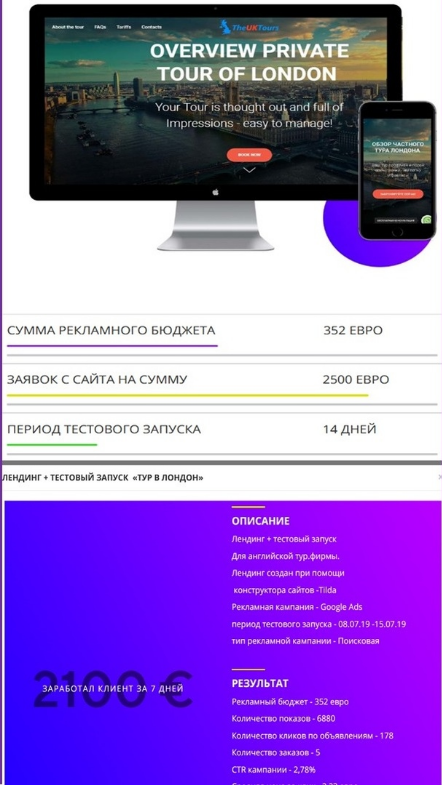 About the tour FAQs Tariffs Contacts
TheUKTours
OVERVIEW PRIVATE
TOUR OF LONDON
Your Tour is thought out and full of
Impressions - easy to manage!
BOOK NOW
ОБЗОР ЧАСТНОГО
ТУРА ЛОНДОНА
СУММА РЕКЛАМНОГО БЮДЖЕТА 352 ЕВРО
ЗАЯВОК С САЙТА НА СУММУ 2500 ЕВРО
ПЕРИОД ТЕСТОВОГО ЗАПУСКА 14 ДНЕЙ
ЛЕНДИНГ + ТЕСТОВЫЙ ЗАПУСК «ТУР В ЛОНДОН»
2100 €
ЗАРАБОТАЛ КЛИЕНТ ЗА 7 ДНЕЙ
ОПИСАНИЕ
Лендинг + тестовый запуск
Для английской тур.фирмы.
Лендинг создан при помощи
конструктора сайтов -Tilda
Рекламная кампания - Google Ads
период тестового запуска - 08.07.19 -15.07.19
тип рекламной кампании - Поисковая
РЕЗУЛЬТАТ
Рекламный бюджет - 352 евро
Количество показов - 6880
Количество кликов по объявлениям - 178
Количество заказов - 5
CTR кампании - 2,78%